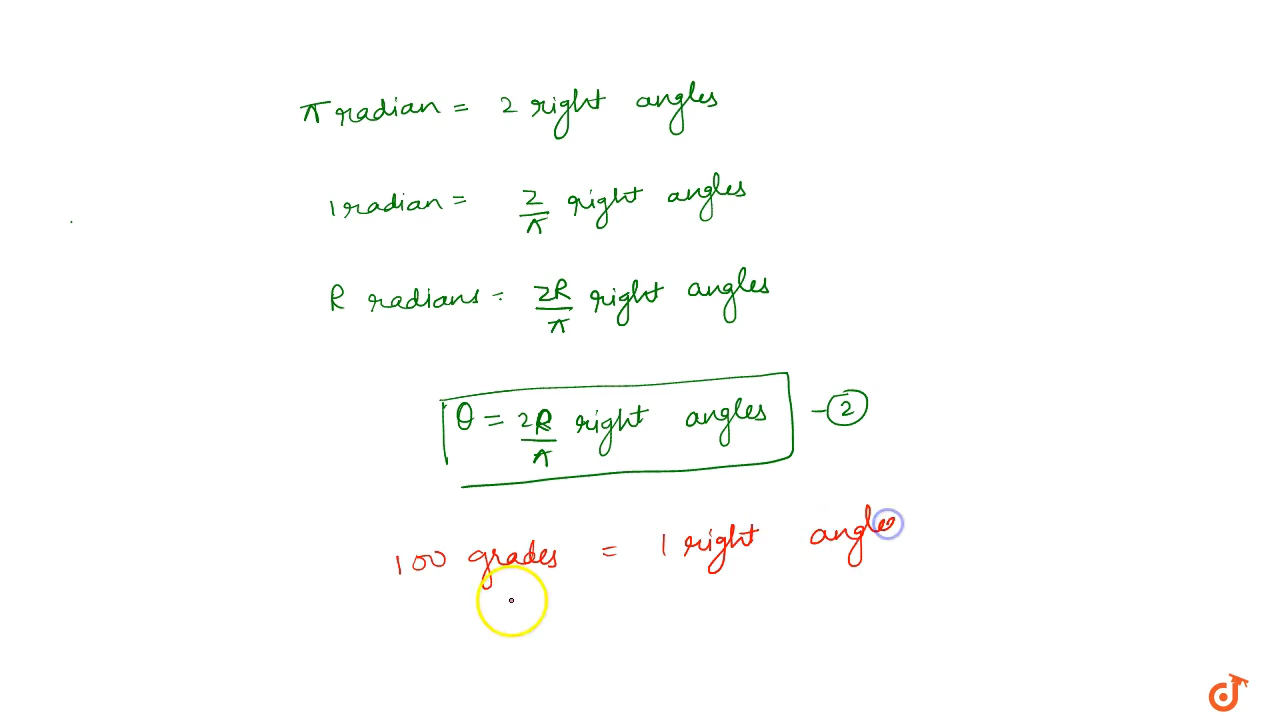 π radian = 2 right angles
1 radian = 2/π right angles
R radians = 2R/π right angles
θ = 2R/π right angles - 2
100 grades = 1 right angle